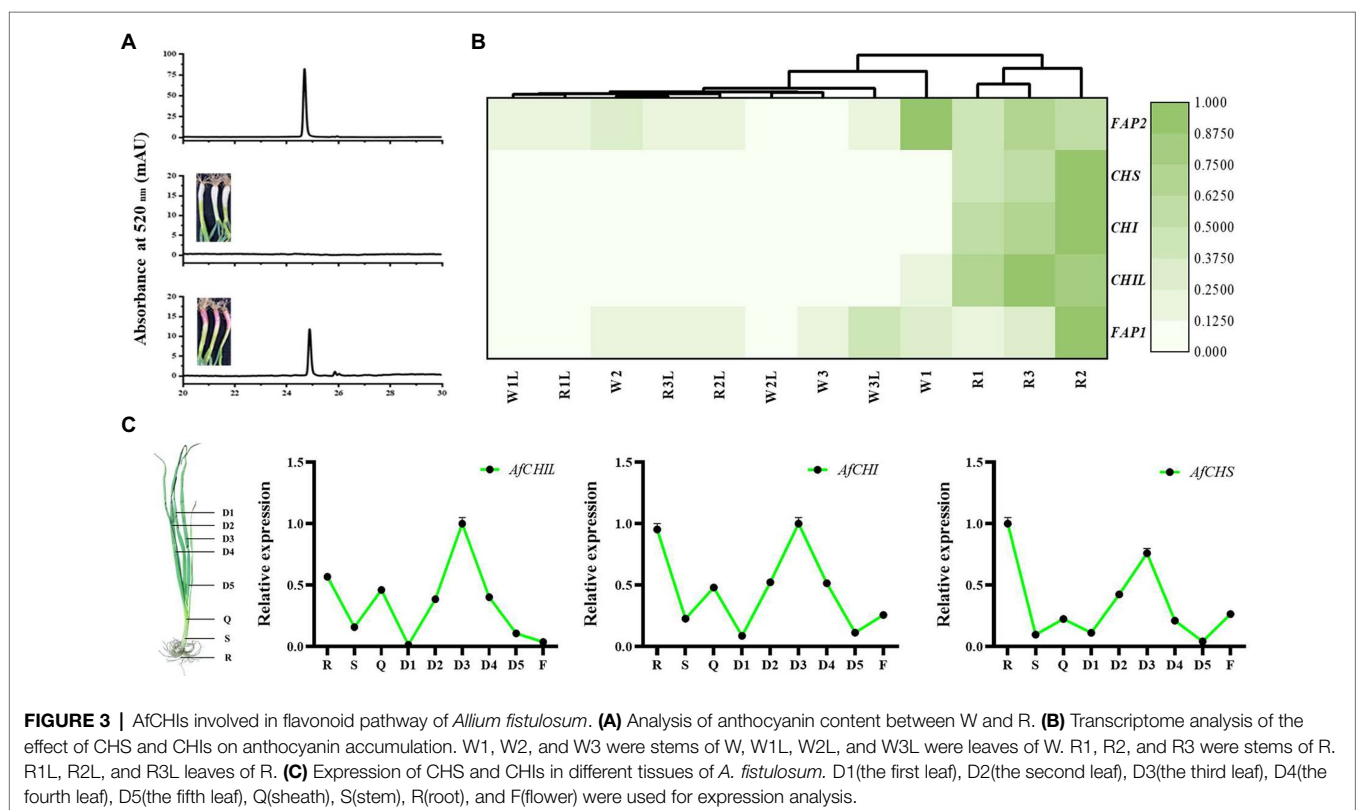 A
100
75
50
25
0
20
15
10
5
0
20
15
10
5
0
20 22 24 26 28 30
Absorbance at 520 nm (mAU)
B
FAP2
CHS
CHI
CHIL
FAP1
1.000
0.8750
0.7500
0.6250
0.5000
0.3750
0.2500
0.1250
0.000
W1L R1L W2 R3L R2L W2L W3 W3L W1 R1 R3 R2
C
D1
D2
D3
D4
D5
Q
S
R
Relative expression
1.5
1.0
0.5
0.0
AfCHIL
R S Q D1 D2 D3 D4 D5 F
Relative expression
1.5
1.0
0.5
0.0
AfCHI
R S Q D1 D2 D3 D4 D5 F
Relative expression
1.5
1.0
0.5
0.0
AfCHS
R S Q D1 D2 D3 D4 D5 F
FIGURE 3 | AfCHIs involved in flavonoid pathway of Allium fistulosum. (A) Analysis of anthocyanin content between W and R. (B) Transcriptome analysis of the
effect of CHS and CHIs on anthocyanin accumulation. W1, W2, and W3 were stems of W, W1L, W2L, and W3L were leaves of W. R1, R2, and R3 were stems of R.
R1L, R2L, and R3L leaves of R. (C) Expression of CHS and CHIs in different tissues of A. fistulosum. D1(the first leaf), D2(the second leaf), D3(the third leaf), D4(the
fourth leaf), D5(the fifth leaf), Q(sheath), S(stem), R(root), and F(flower) were used for expression analysis.